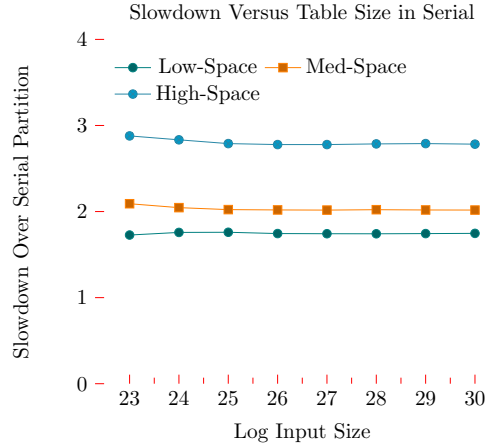 Slowdown Versus Table Size in Serial
4
Low-Space Med-Space
High-Space
3
2
1
0
23 24 25 26 27 28 29 30
Log Input Size
Slowdown Over Serial Partition